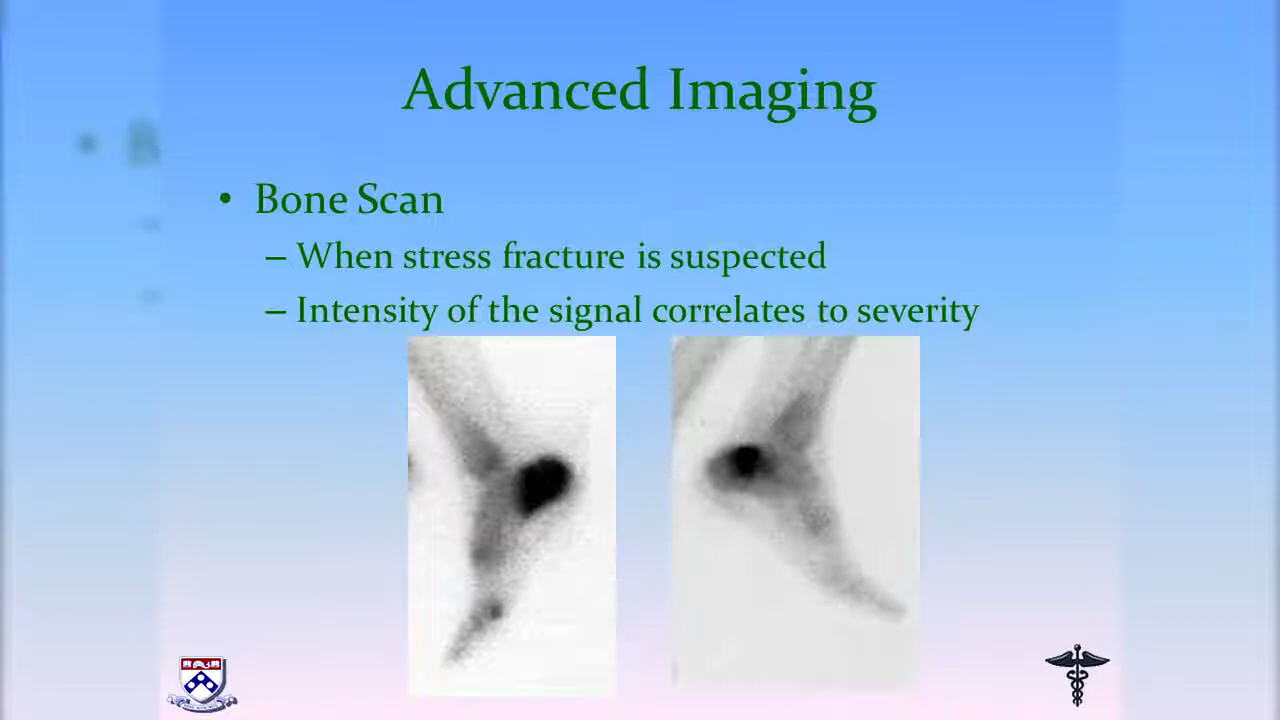 Advanced Imaging
• Bone Scan
– When stress fracture is suspected
– Intensity of the signal correlates to severity